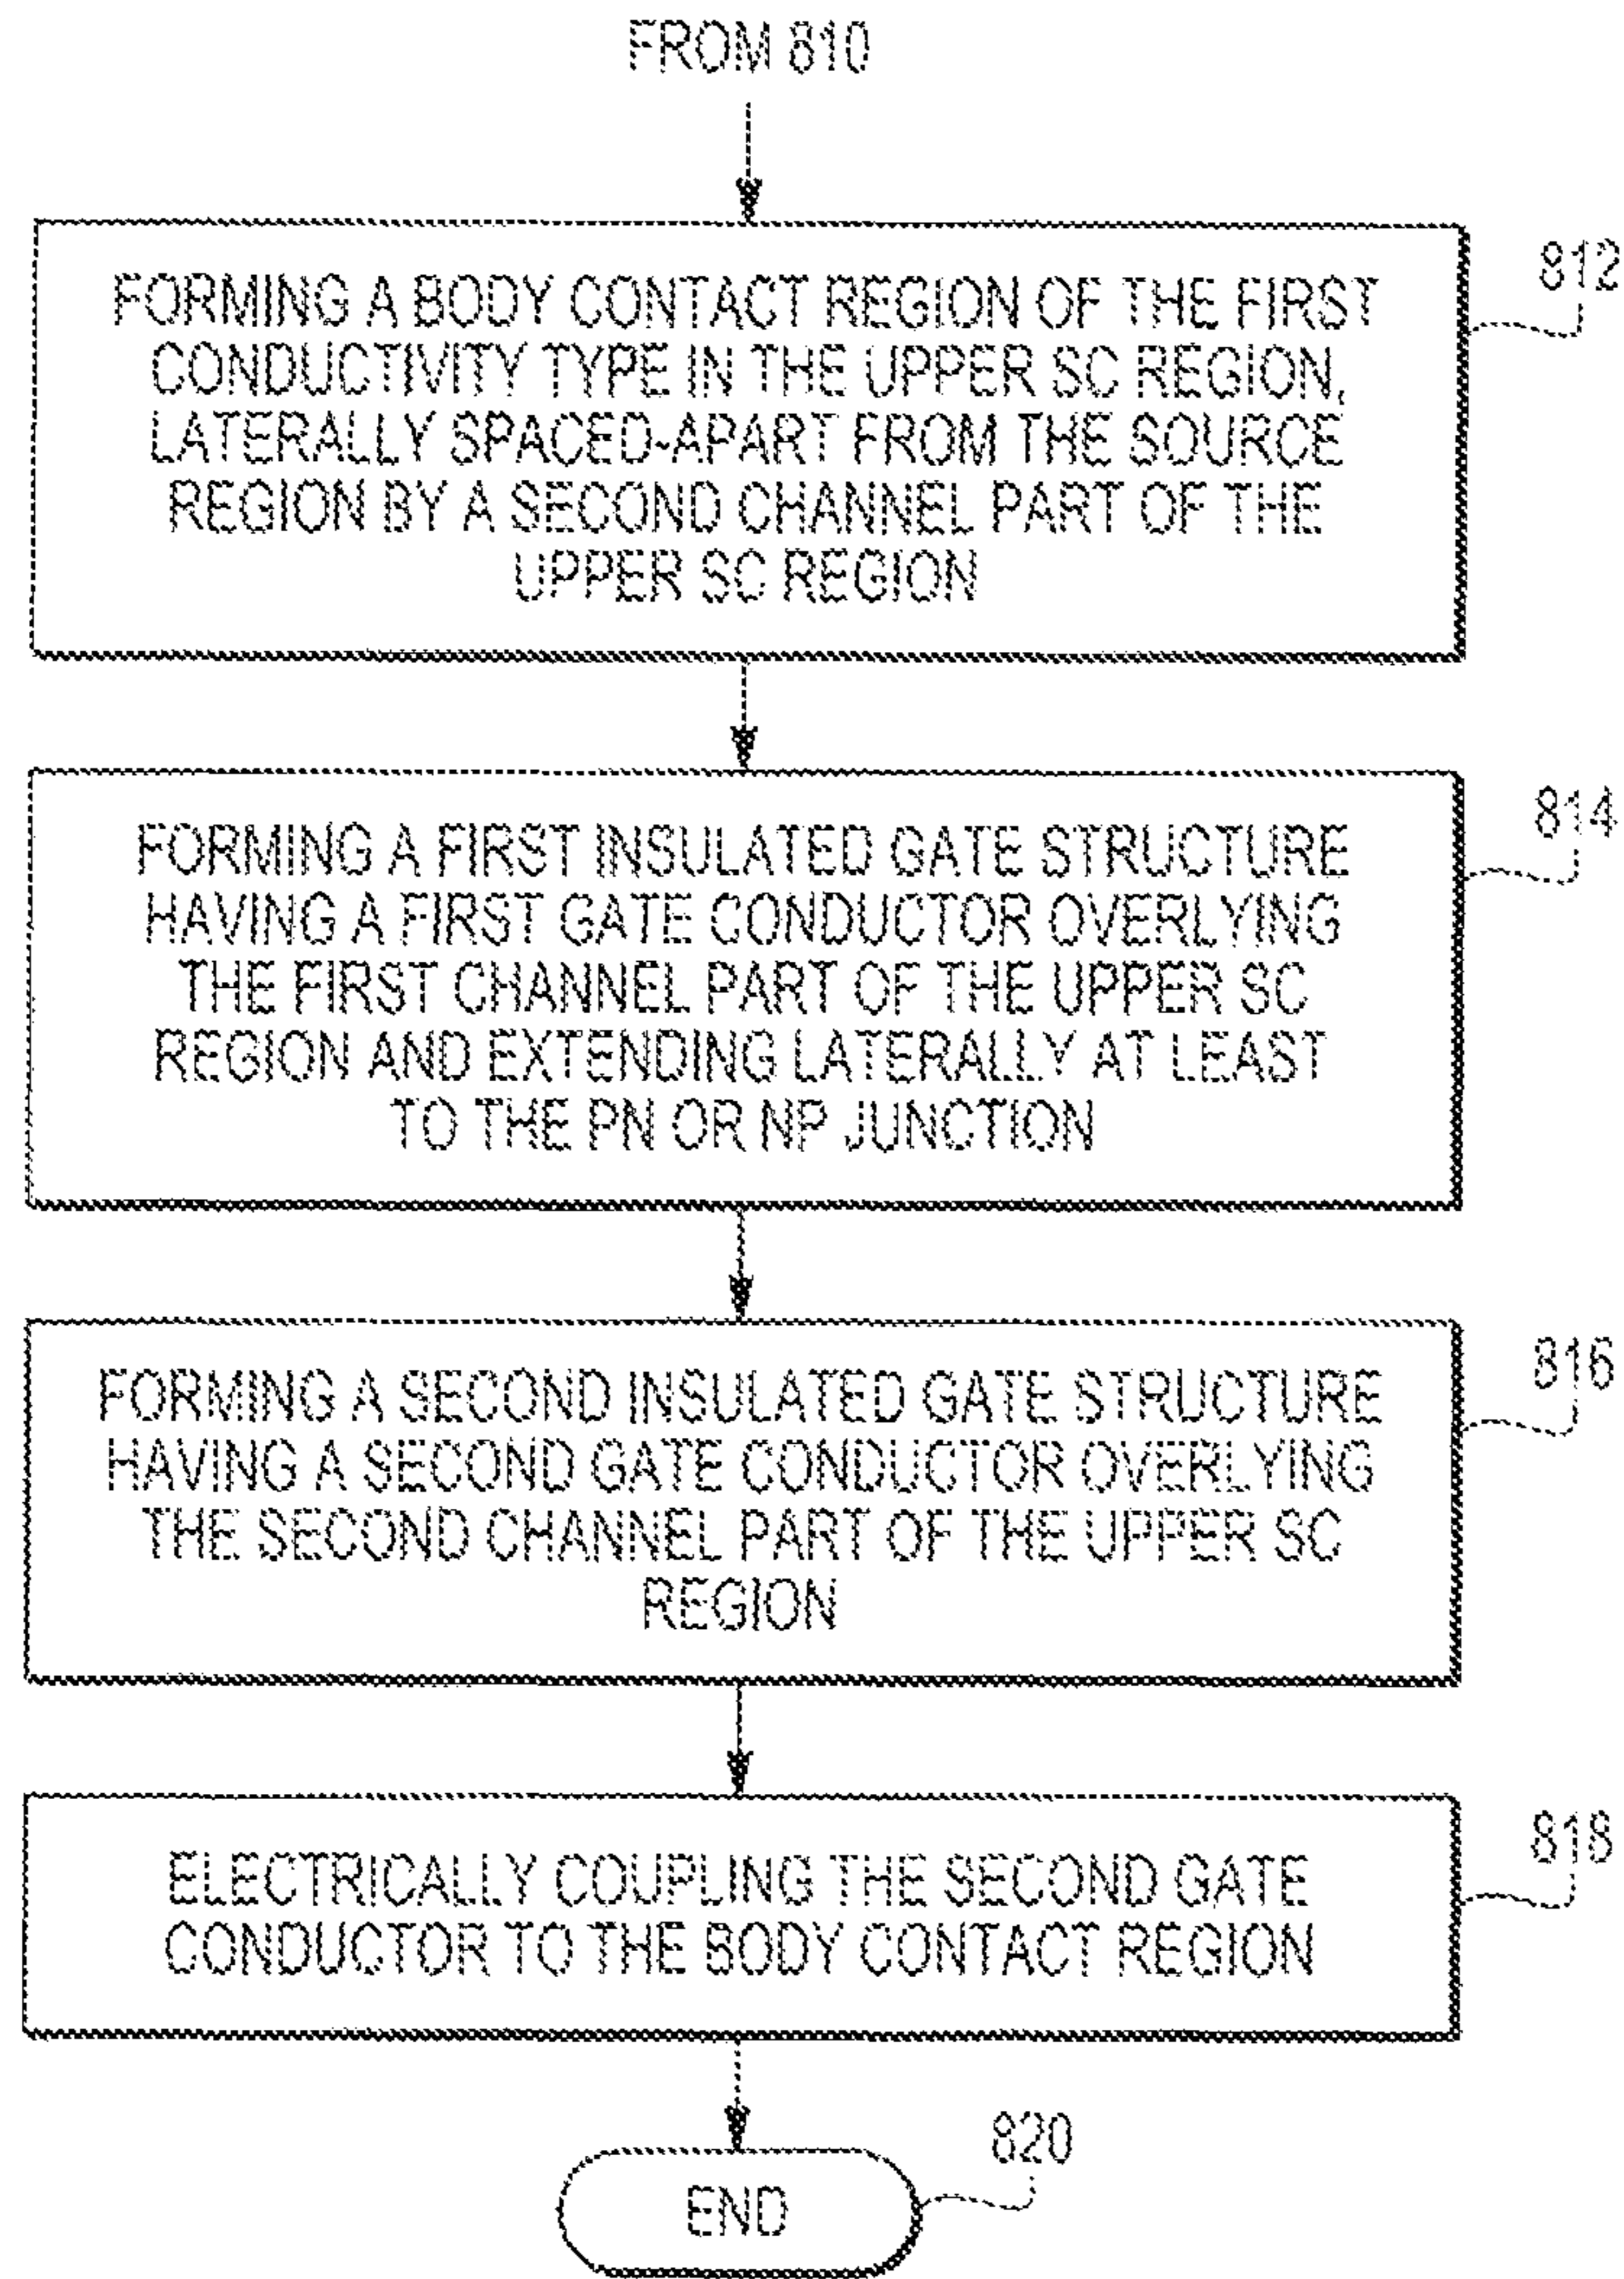 FROM 810
FORMING A BODY CONTACT REGION OF THE FIRST
CONDUCTIVITY TYPE IN THE UPPER SC REGION,
LATERALLY SPACED-APART FROM THE SOURCE
REGION BY A SECOND CHANNEL PART OF THE
UPPER SC REGION
812
FORMING A FIRST INSULATED GATE STRUCTURE
HAVING A FIRST GATE CONDUCTOR OVERLYING
THE FIRST CHANNEL PART OF THE UPPER SC
REGION AND EXTENDING LATERALLY AT LEAST
TO THE PN OR NP JUNCTION
814
FORMING A SECOND INSULATED GATE STRUCTURE
HAVING A SECOND GATE CONDUCTOR OVERLYING
THE SECOND CHANNEL PART OF THE UPPER SC
REGION
816
ELECTRICALLY COUPLING THE SECOND GATE
CONDUCTOR TO THE BODY CONTACT REGION
818
END
820